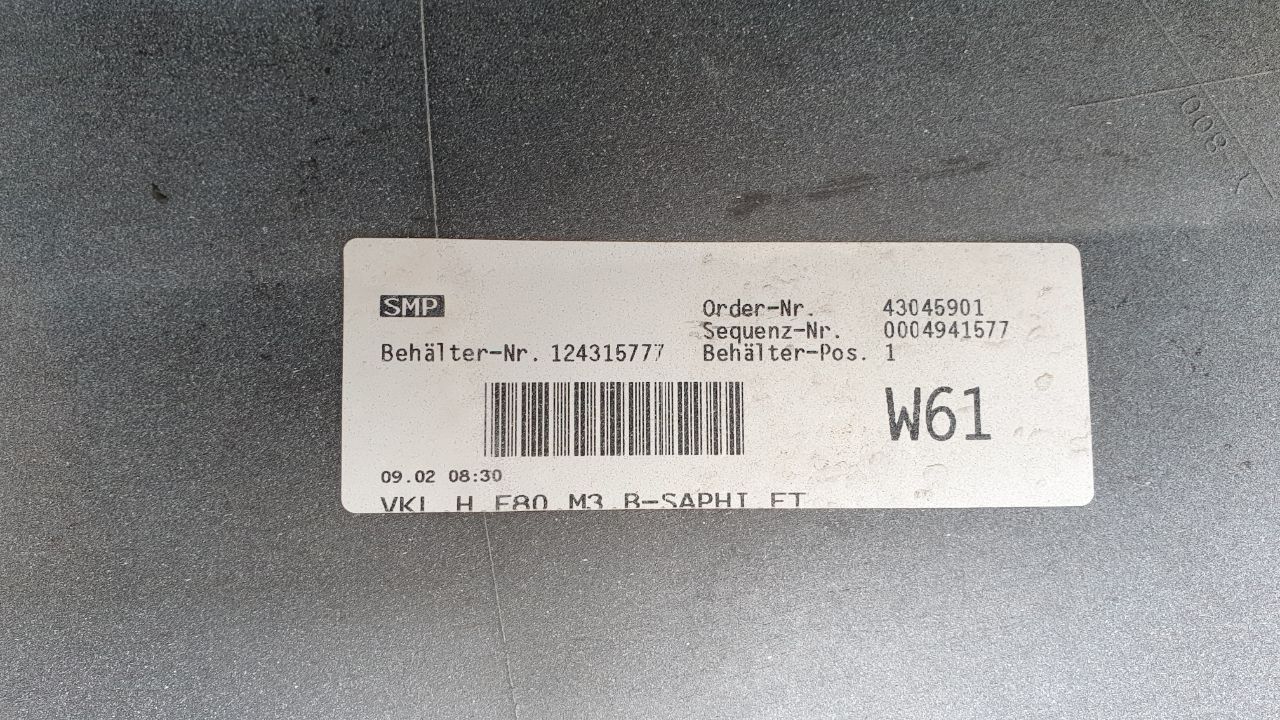 SMP
Order-Nr. 43045901
Sequenz-Nr. 0004941577
Behälter-Nr. 124315777 Behälter-Pos. 1
W61
09.02 08:30
VKL H F80 M3 B-SAPHI ET
008